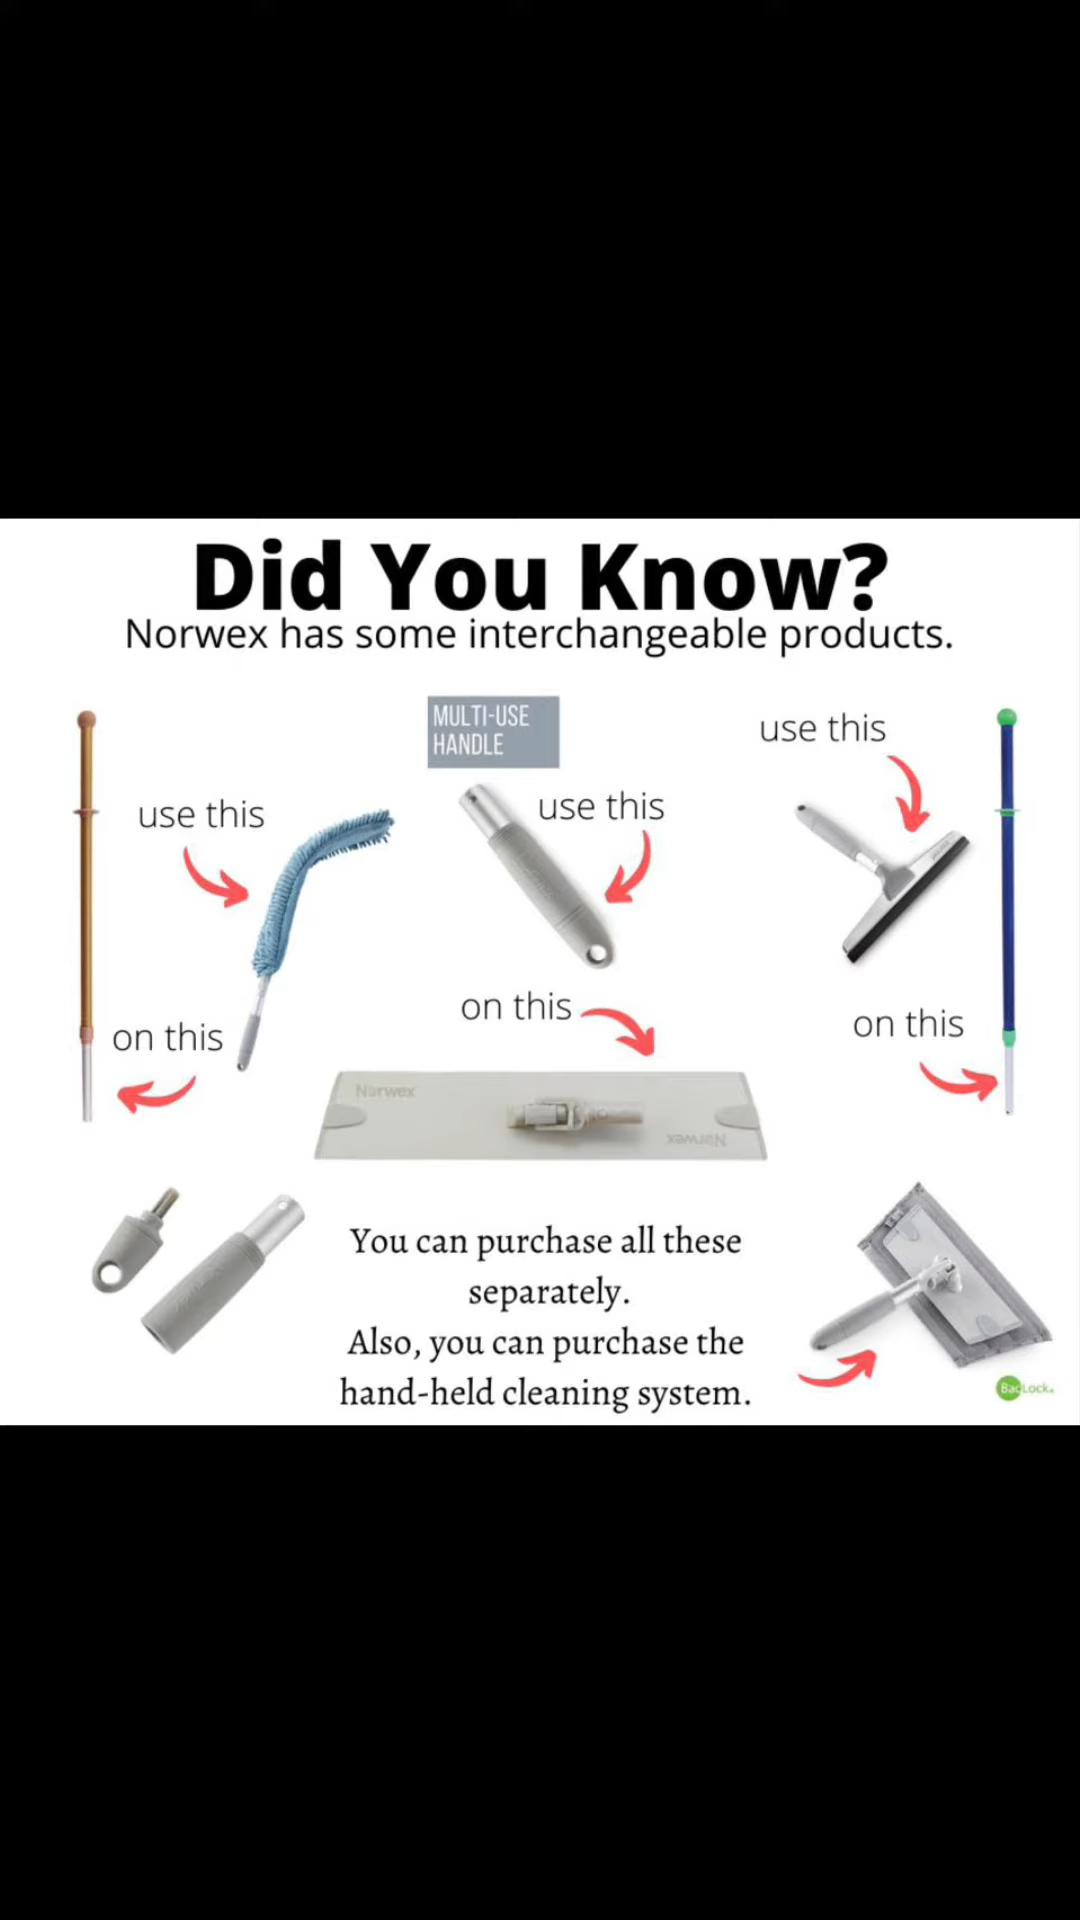 Did You Know?
Norwex has some interchangeable products.
MULTI-USE
HANDLE
use this
use this
use this
on this
on this
on this
Norwex
Norwex
You can purchase all these
separately.
Also, you can purchase the
hand-held cleaning system.
BacLock